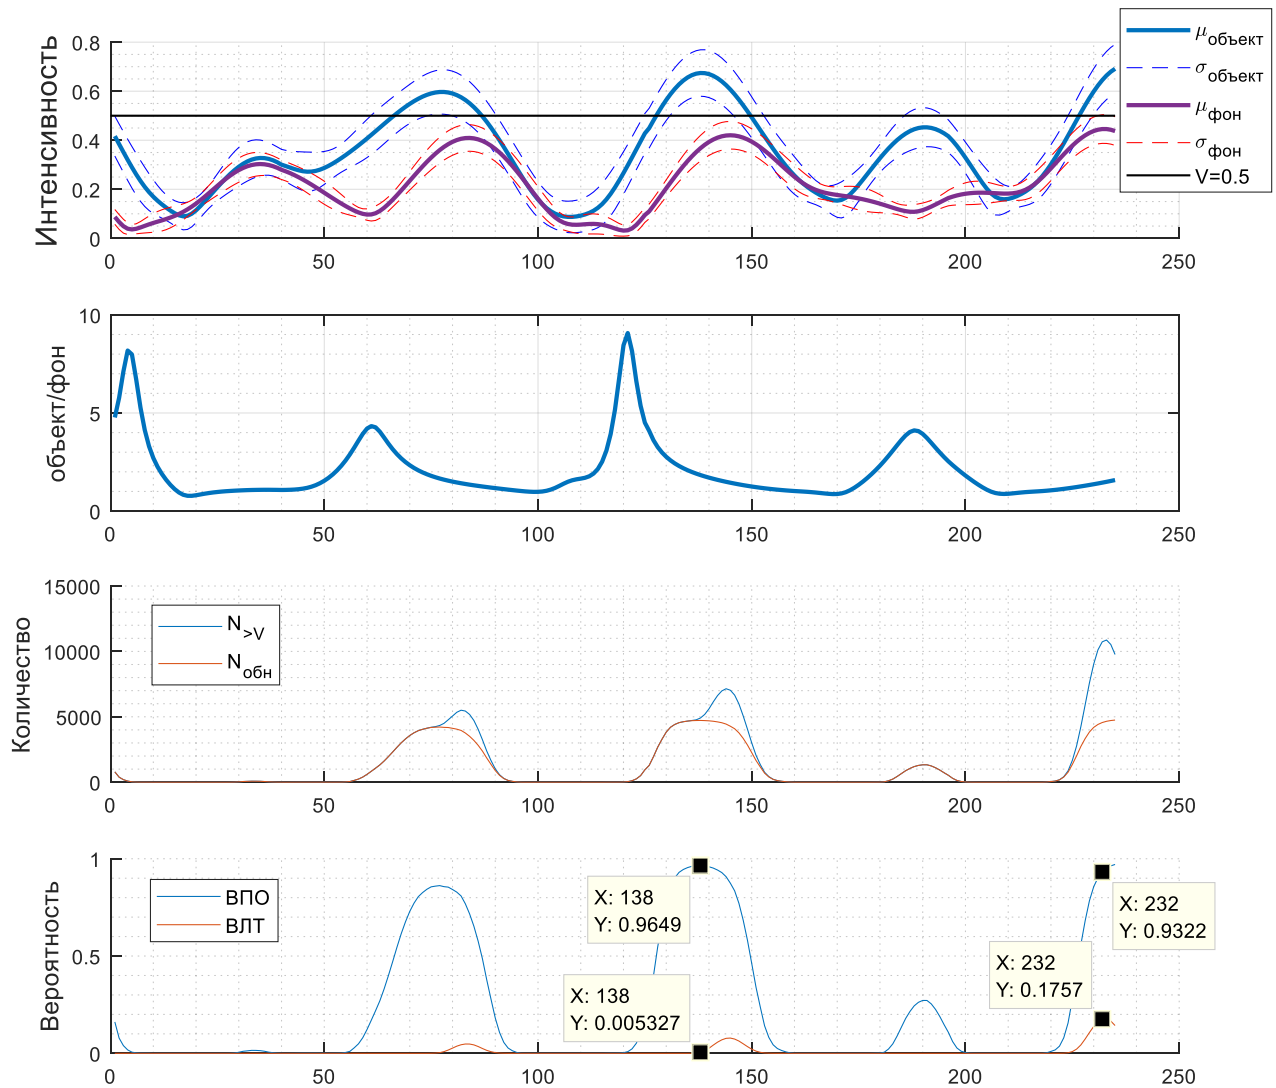 Интенсивность
0.8
0.6
0.4
0.2
0
0 50 100 150 200 250
μобъект
σобъект
μфон
σфон
V=0.5
объект/фон
10
5
0
0 50 100 150 200 250
Количество
15000
10000
5000
0
N>V
Nобн
0 50 100 150 200 250
Вероятность
1
0.5
0
ВПО
ВЛТ
X: 138
Y: 0.9649
X: 138
Y: 0.005327
X: 232
Y: 0.9322
X: 232
Y: 0.1757
0 50 100 150 200 250